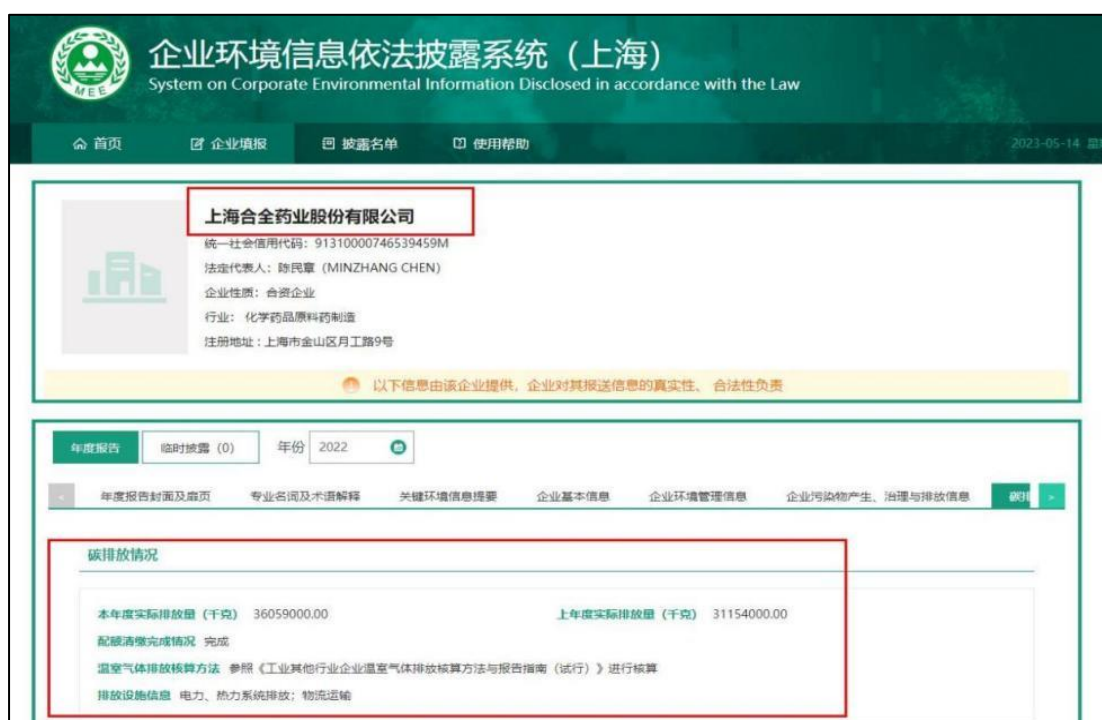 企业环境信息依法披露系统（上海）
MEE
System on Corporate Environmental Information Disclosed in accordance with the Law
首页 企业填报 披露名单 使用帮助 2023-05-14
上海合全药业股份有限公司
统一社会信用代码：91310000746539459M
法定代表人：陈民章（MINZHANG CHEN）
企业性质：合资企业
行业： 化学药品原料药制造
注册地址：上海市金山区月工路9号
以下信息由该企业提供，企业对其报送信息的真实性、 合法性负责
年度报告 临时披露（0） 年份 2022
< 年度报告封面及扉页 专业名词及术语解释 关键环境信息提要 企业基本信息 企业环境管理信息 企业污染物产生、治理与排放信息 碳排 >
碳排放情况
本年度实际排放量（千克） 36059000.00 上年度实际排放量（千克） 31154000.00
配额清缴完成情况 完成
温室气体排放核算方法 参照《工业其他行业企业温室气体排放核算方法与报告指南（试行）》进行核算
排放设施信息 电力、热力系统排放；物流运输